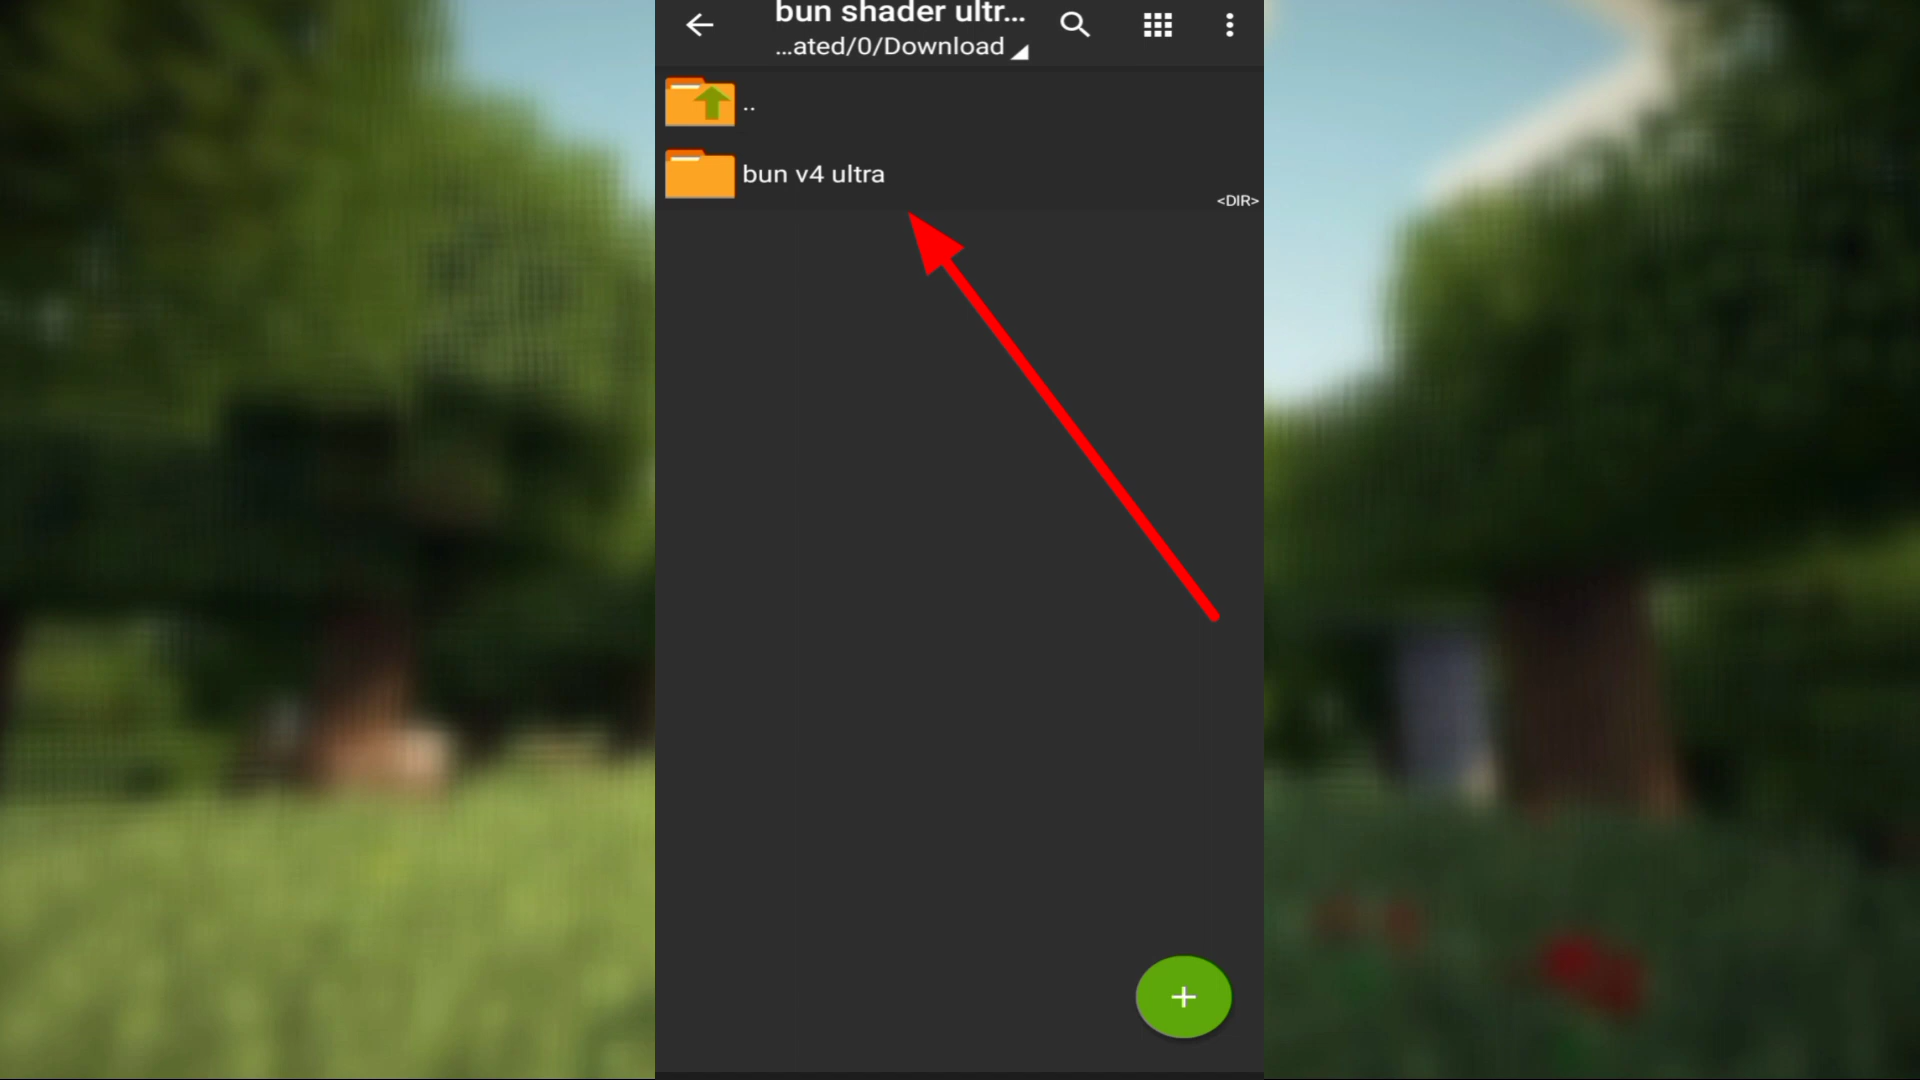 bun shader ultr...
...ated/0/Download
..
bun v4 ultra
<DIR>